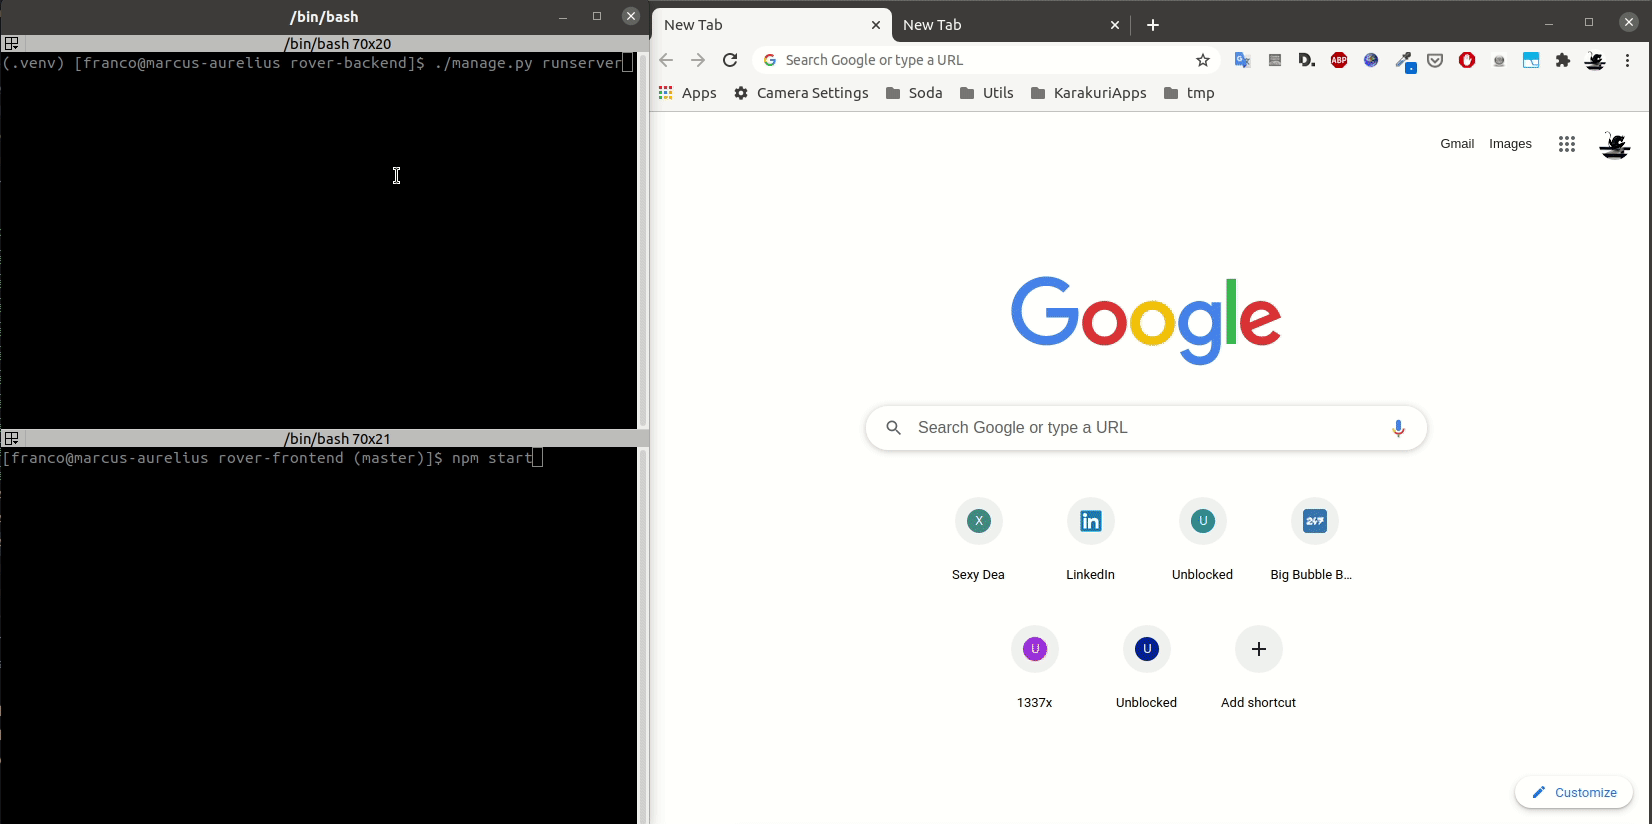 /bin/bash
/bin/bash 70x20
(.venv) [franco@marcus-aurelius rover-backend]$ ./manage.py runserver
/bin/bash 70x21
[franco@marcus-aurelius rover-frontend (master)]$ npm start
New Tab
New Tab
Search Google or type a URL
D.
ABP
Apps
Camera Settings
Soda
Utils
KarakuriApps
tmp
Gmail
Images
Google
Search Google or type a URL
X
in
U
247
Sexy Dea
LinkedIn
Unblocked
Big Bubble B...
U
U
1337x
Unblocked
Add shortcut
Customize